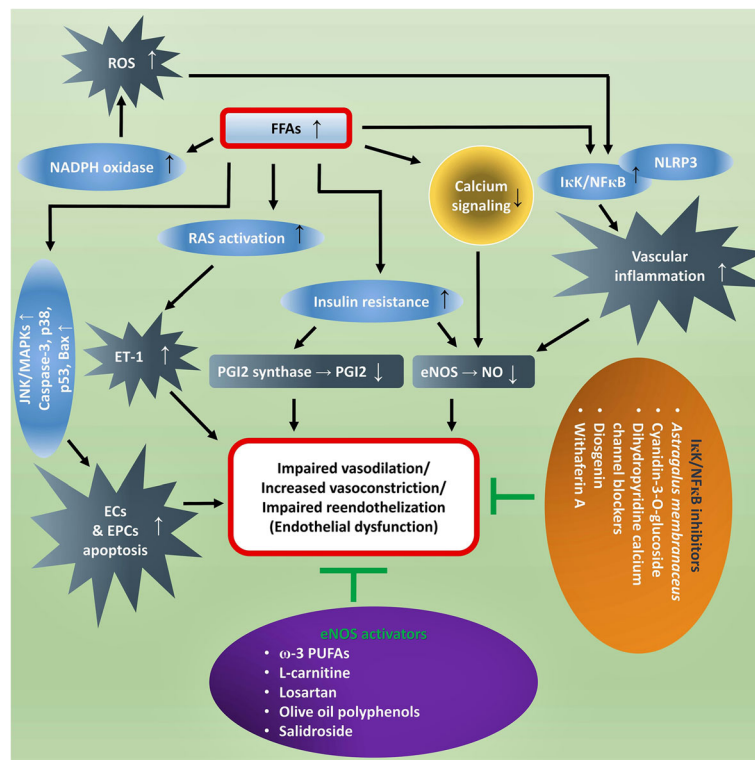 ROS ↑
FFAs ↑
NADPH oxidase ↑
NLRP3
IκK/NFκB ↑
Calcium
signaling ↓
RAS activation ↑
Vascular
inflammation ↑
Insulin resistance ↑
JNK/MAPKs ↑
Caspase-3, p38,
p53, Bax ↑
ET-1 ↑
PGI2 synthase → PGI2 ↓
eNOS → NO ↓
IκK/NFκB inhibitors
• Astragalus membranaceus
• Cyanidin-3-O-glucoside
• Dihydropyridine calcium
channel blockers
• Diosgenin
• Withaferin A
Impaired vasodilation/
Increased vasoconstriction/
Impaired reendothelization
(Endothelial dysfunction)
ECs
& EPCs ↑
apoptosis
eNOS activators
• ω-3 PUFAs
• L-carnitine
• Losartan
• Olive oil polyphenols
• Salidroside